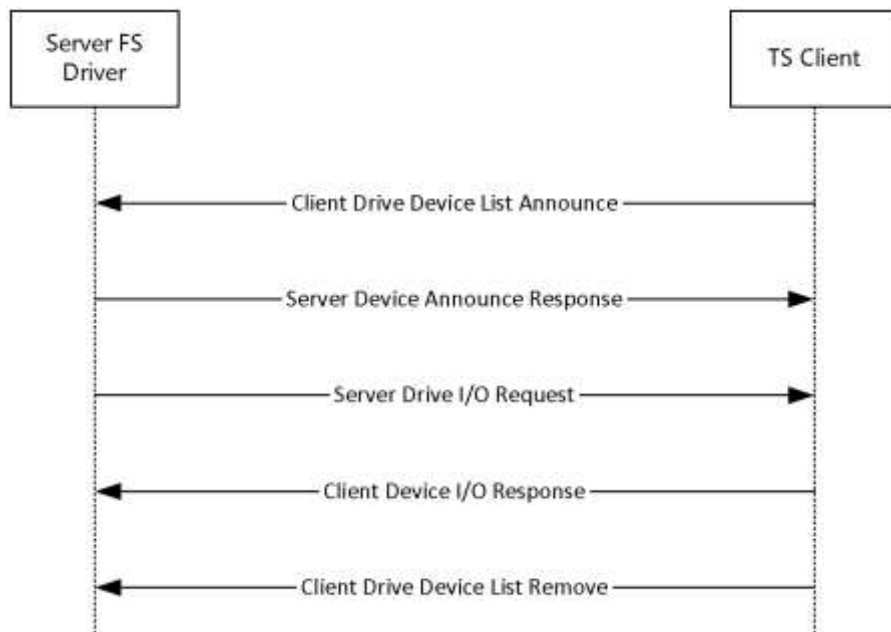 Server FS
Driver
TS Client
Client Drive Device List Announce
Server Device Announce Response
Server Drive I/O Request
Client Device I/O Response
Client Drive Device List Remove